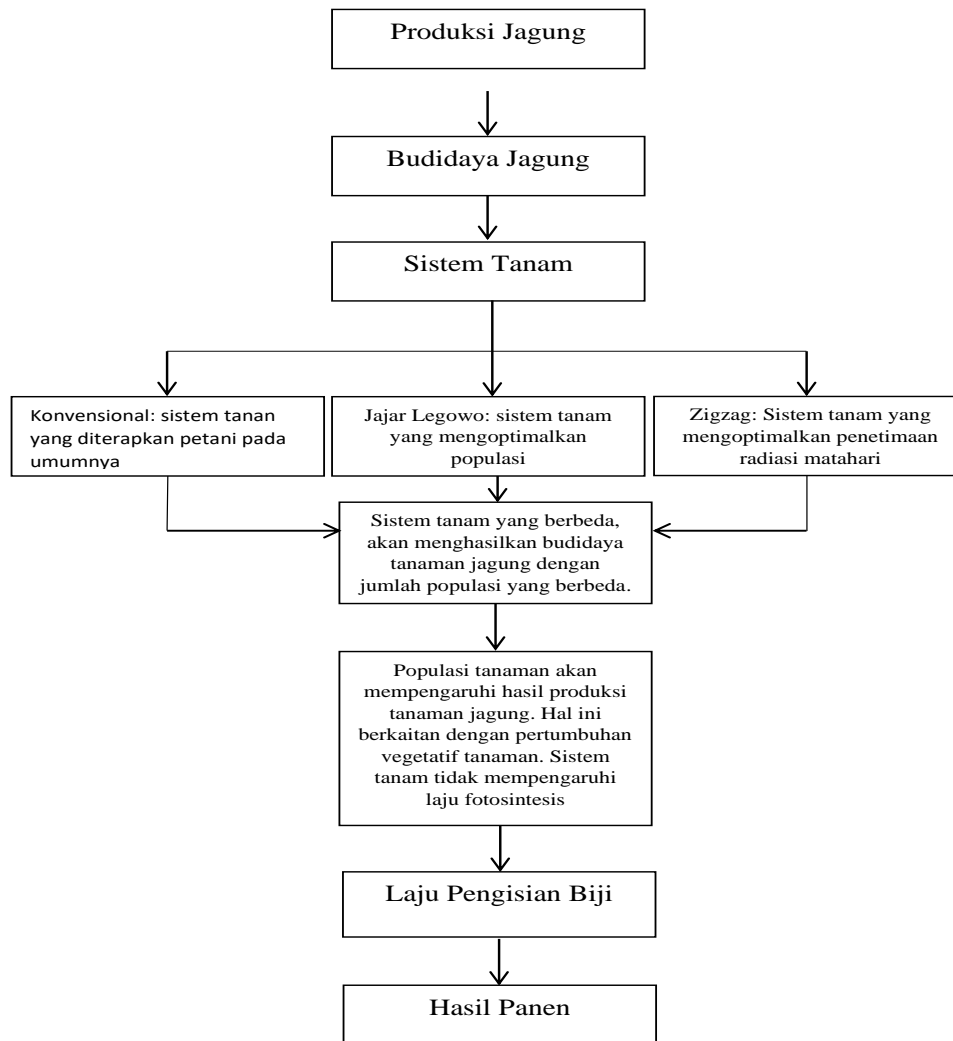 Produksi Jagung
Budidaya Jagung
Sistem Tanam
Konvensional: sistem tanan
yang diterapkan petani pada
umumnya
Jajar Legowo: sistem tanam
yang mengoptimalkan
populasi
Zigzag: Sistem tanam yang
mengoptimalkan penetimaan
radiasi matahari
Sistem tanam yang berbeda,
akan menghasilkan budidaya
tanaman jagung dengan
jumlah populasi yang berbeda.
Populasi tanaman akan
mempengaruhi hasil produksi
tanaman jagung. Hal ini
berkaitan dengan pertumbuhan
vegetatif tanaman. Sistem
tanam tidak mempengaruhi
laju fotosintesis
Laju Pengisian Biji
Hasil Panen